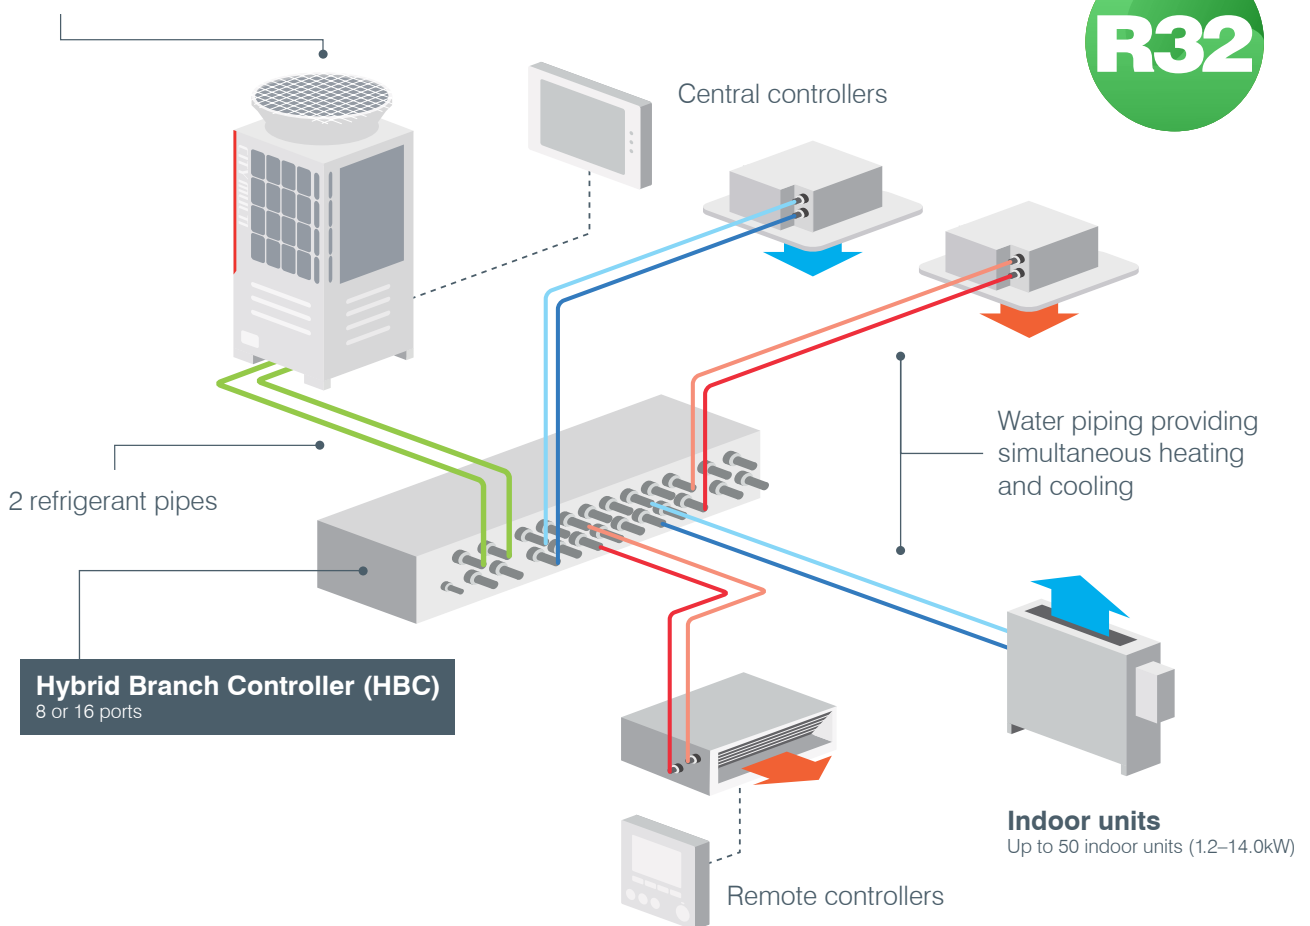 R32
Central controllers
Water piping providing
simultaneous heating
and cooling
2 refrigerant pipes
Hybrid Branch Controller (HBC)
8 or 16 ports
Indoor units
Up to 50 indoor units (1.2–14.0kW)
Remote controllers